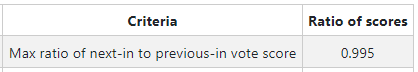 Criteria Ratio of scores
Max ratio of next-in to previous-in vote score 0.995